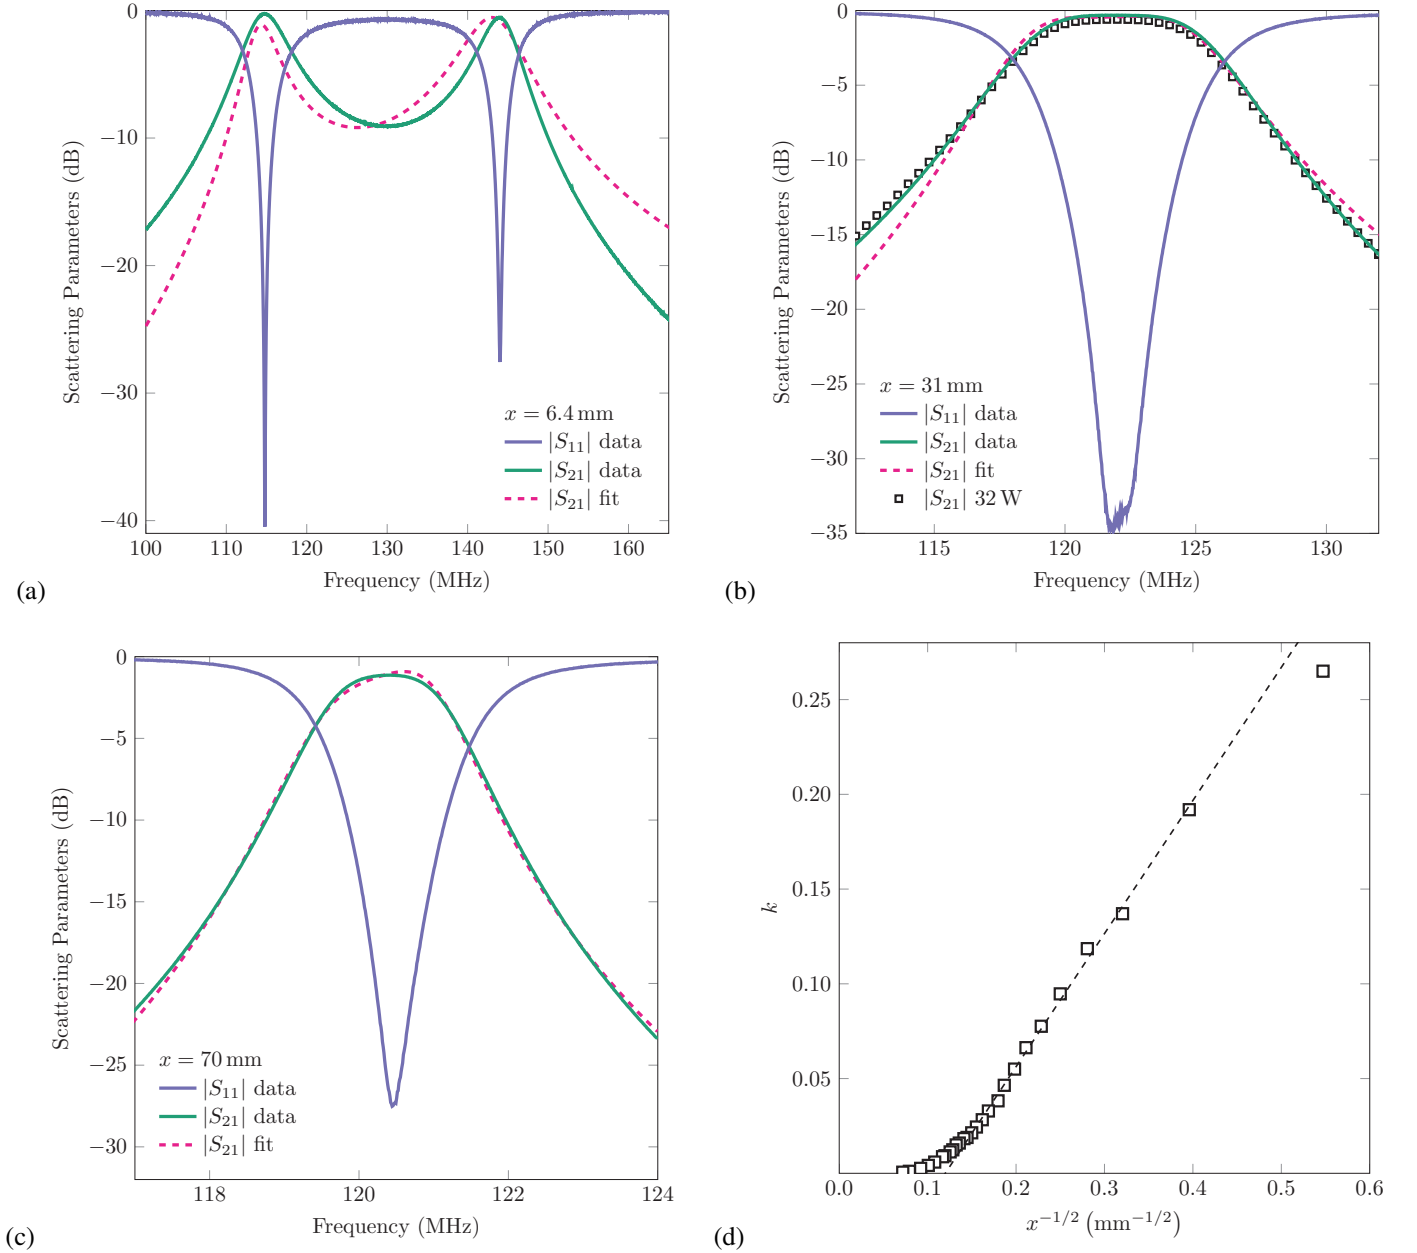 0
−10
−20
−30
−40
100
110
120
130
140
150
160
Scattering Parameters (dB)
Frequency (MHz)
x = 6.4 mm
|S11| data
|S21| data
|S21| fit
(a)
0
−5
−10
−15
−20
−25
−30
−35
115
120
125
130
Scattering Parameters (dB)
Frequency (MHz)
x = 31 mm
|S11| data
|S21| data
|S21| fit
|S21| 32 W
(b)
0
−5
−10
−15
−20
−25
−30
118
120
122
124
Scattering Parameters (dB)
Frequency (MHz)
x = 70 mm
|S11| data
|S21| data
|S21| fit
(c)
0.25
0.20
0.15
0.10
0.05
0.0
0.1
0.2
0.3
0.4
0.5
0.6
k
x−1/2 (mm−1/2)
(d)